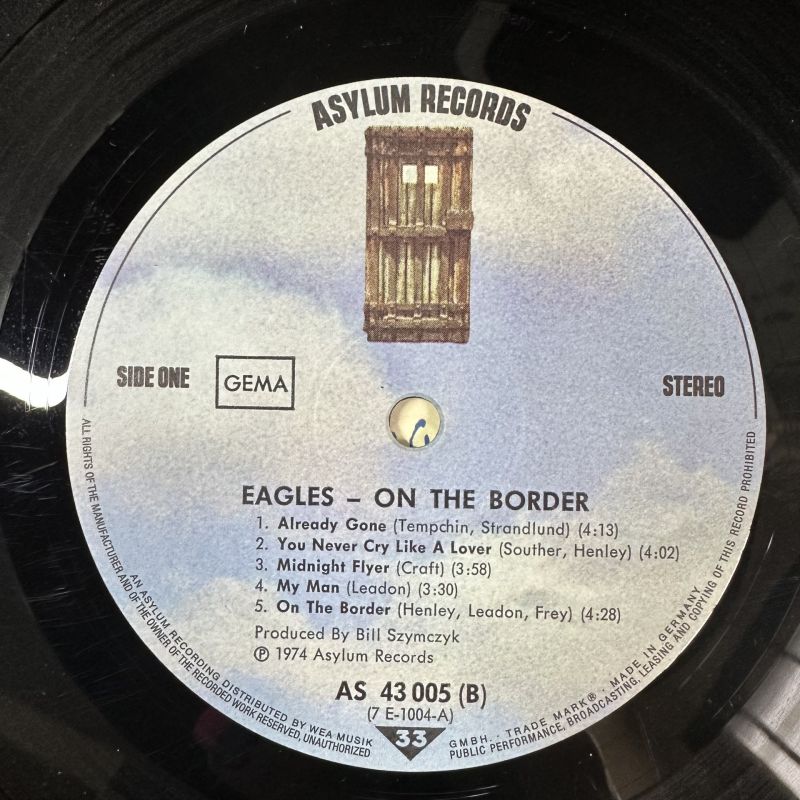 ASYLUM RECORDS
SIDE ONE
GEMA
STEREO
EAGLES – ON THE BORDER
1. Already Gone (Tempchin, Strandlund) (4:13)
2. You Never Cry Like A Lover (Souther, Henley) (4:02)
3. Midnight Flyer (Craft) (3:58)
4. My Man (Leadon) (3:30)
5. On The Border (Henley, Leadon, Frey) (4:28)
Produced By Bill Szymczyk
℗ 1974 Asylum Records
AS 43 005 (B)
(7 E-1004-A)
33
AN ASYLUM RECORDING DISTRIBUTED BY WEA MUSIK GMBH. · TRADE MARK® · MADE IN GERMANY
ALL RIGHTS OF THE MANUFACTURER AND OF THE OWNER OF THE RECORDED WORK RESERVED, UNAUTHORIZED PUBLIC PERFORMANCE, BROADCASTING, LEASING AND COPYING OF THIS RECORD PROHIBITED